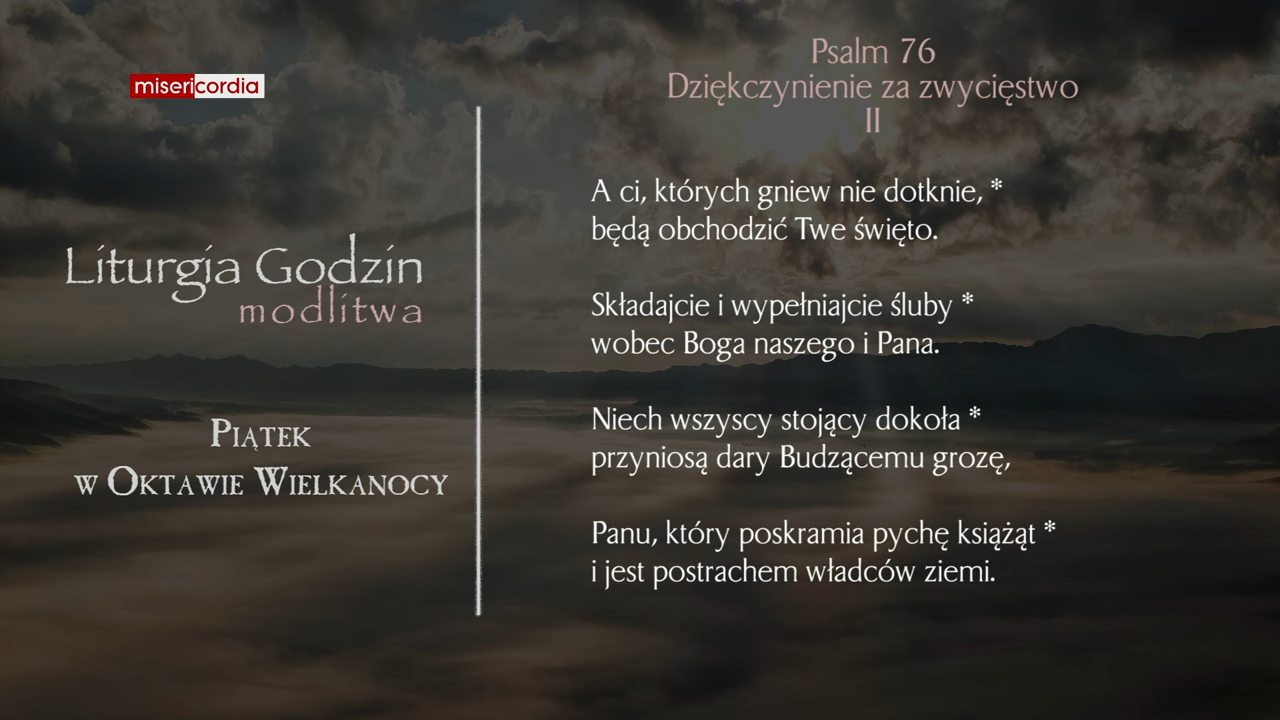 misericordia
Liturgia Godzin
modlitwa
Piątek
w Oktawie Wielkanocy
Psalm 76
Dziękczynienie za zwycięstwo
II
A ci, których gniew nie dotknie, *
będą obchodzić Twe święto.
Składajcie i wypełniajcie śluby *
wobec Boga naszego i Pana.
Niech wszyscy stojący dokoła *
przyniosą dary Budzącemu grozę,
Panu, który poskramia pychę książąt *
i jest postrachem władców ziemi.